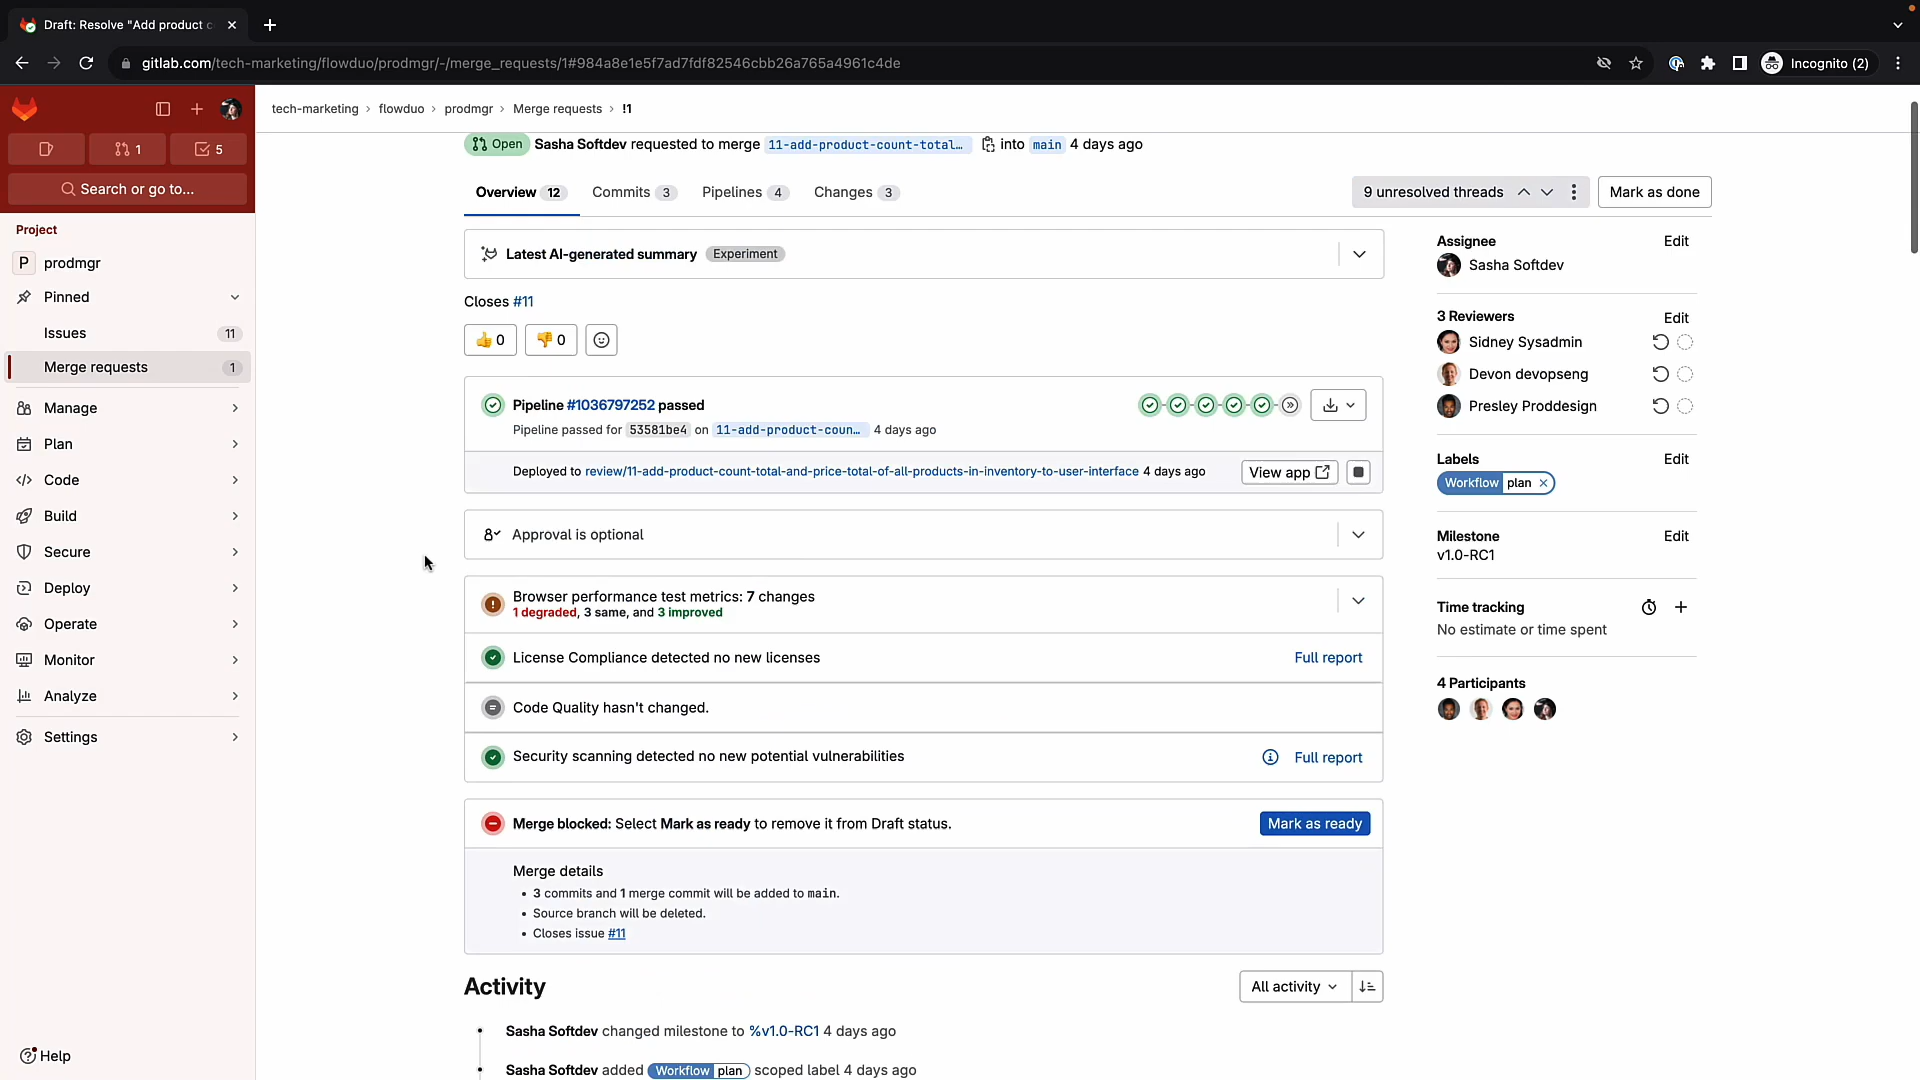 Draft: Resolve "Add product c
gitlab.com/tech-marketing/flowduo/prodmgr/-/merge_requests/1#984a8e1e5f7ad7fdf82546cbb26a765a4961c4de
Incognito (2)
1
5
Search or go to...
Project
P prodmgr
Pinned
Issues 11
Merge requests 1
Manage
Plan
Code
Build
Secure
Deploy
Operate
Monitor
Analyze
Settings
Help
tech-marketing › flowduo › prodmgr › Merge requests › !1
Open Sasha Softdev requested to merge 11-add-product-count-total… into main 4 days ago
Overview 12 Commits 3 Pipelines 4 Changes 3
9 unresolved threads
Mark as done
Latest AI-generated summary Experiment
Closes #11
👍 0 👎 0
Pipeline #1036797252 passed
Pipeline passed for 53581be4 on 11-add-product-coun… 4 days ago
Deployed to review/11-add-product-count-total-and-price-total-of-all-products-in-inventory-to-user-interface 4 days ago View app
Approval is optional
Browser performance test metrics: 7 changes
1 degraded, 3 same, and 3 improved
License Compliance detected no new licenses Full report
Code Quality hasn't changed.
Security scanning detected no new potential vulnerabilities Full report
Merge blocked: Select Mark as ready to remove it from Draft status. Mark as ready
Merge details
• 3 commits and 1 merge commit will be added to main.
• Source branch will be deleted.
• Closes issue #11
Activity
All activity
• Sasha Softdev changed milestone to %v1.0-RC1 4 days ago
• Sasha Softdev added Workflow plan scoped label 4 days ago
Assignee Edit
Sasha Softdev
3 Reviewers Edit
Sidney Sysadmin
Devon devopseng
Presley Proddesign
Labels Edit
Workflow plan ×
Milestone Edit
v1.0-RC1
Time tracking
No estimate or time spent
4 Participants